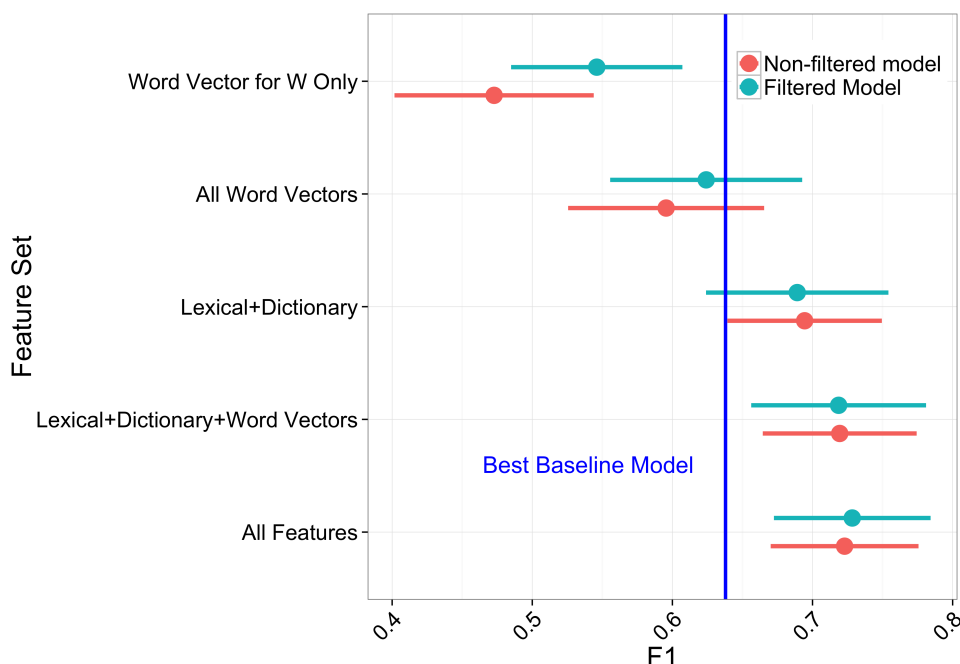 Non-filtered model
Filtered Model
Word Vector for W Only
All Word Vectors
Lexical+Dictionary
Lexical+Dictionary+Word Vectors
All Features
Feature Set
Best Baseline Model
0.4
0.5
0.6
0.7
0.8
F1